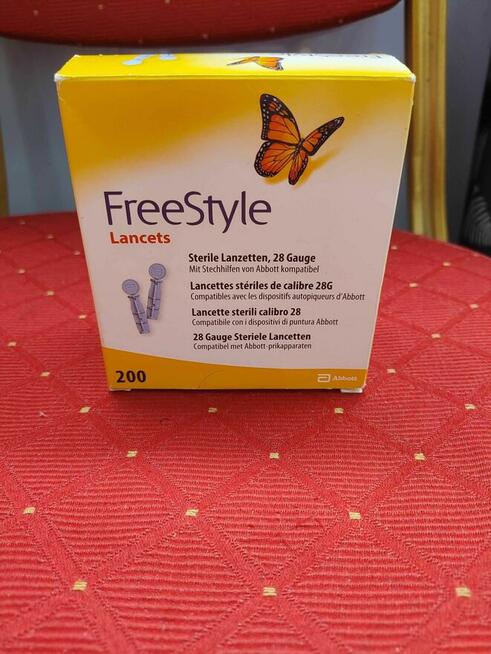 FreeStyle
FreeStyle
Lancets
Sterile Lanzetten, 28 Gauge
Mit Stechhilfen von Abbott kompatibel
Lancettes stériles de calibre 28G
Compatibles avec les dispositifs autopiqueurs d'Abbott
Lancette sterili calibro 28
Compatibile con i dispositivi di puntura Abbott
28 Gauge Steriele Lancetten
Compatibel met Abbott-prikapparaten
200
Abbott